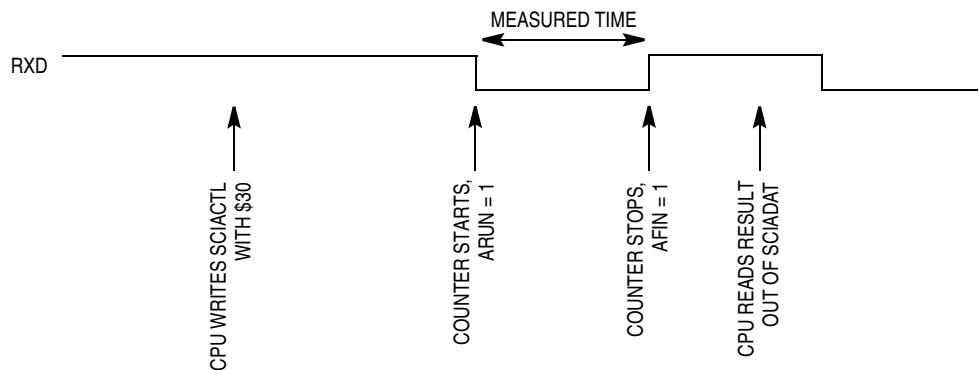 MEASURED TIME
RXD
CPU WRITES SCIACTL
WITH $30
COUNTER STARTS,
ARUN = 1
COUNTER STOPS,
AFIN = 1
CPU READS RESULT
OUT OF SCIADAT